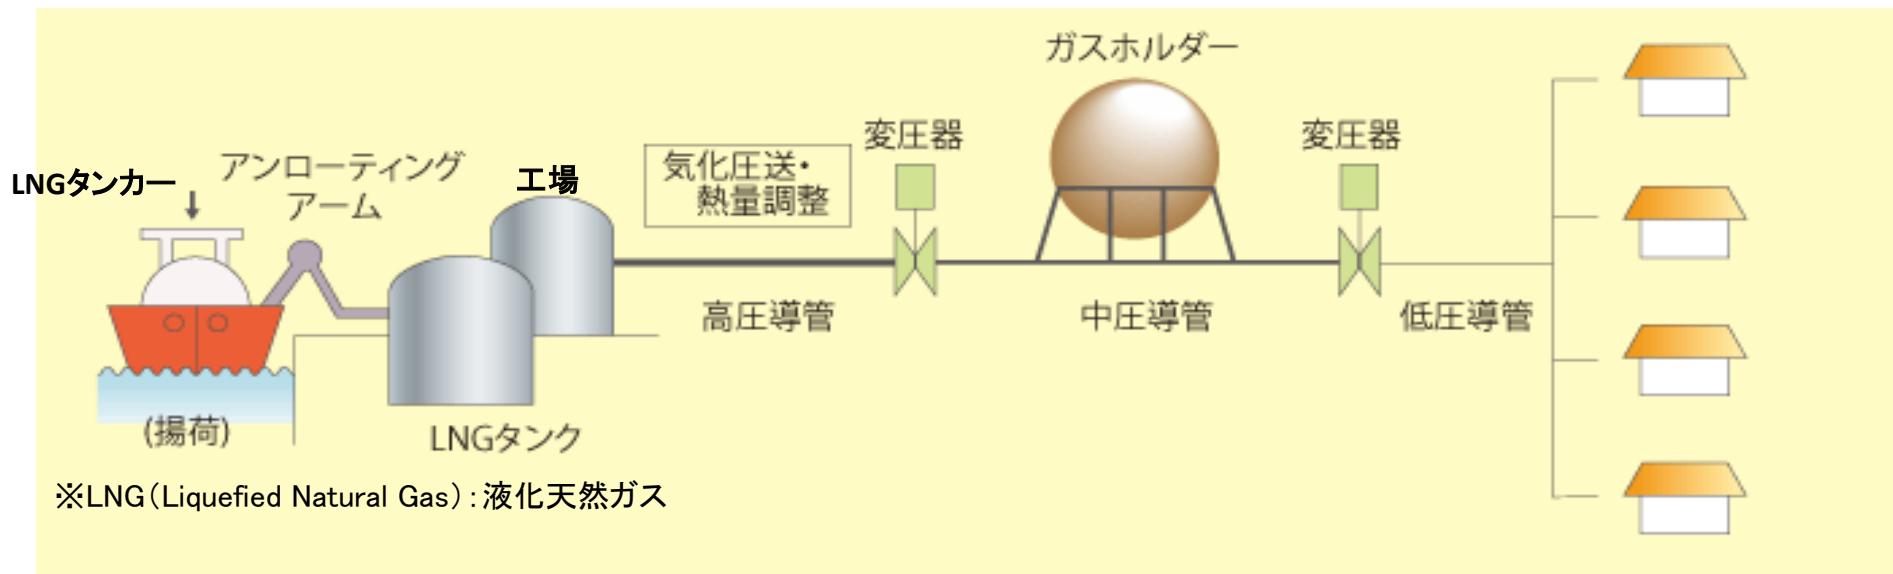 ガスホルダー
変圧器
変圧器
アンローティング
アーム
LNGタンカー
工場
気化圧送・
熱量調整
高圧導管
中圧導管
低圧導管
(揚荷)
LNGタンク
※LNG(Liquefied Natural Gas):液化天然ガス